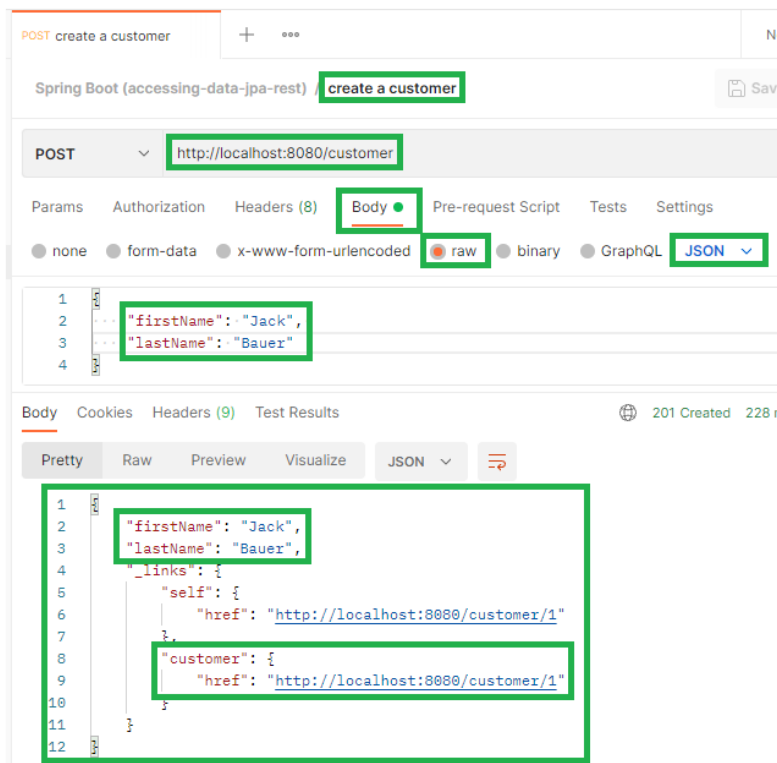 POST create a customer + ooo N
Spring Boot (accessing-data-jpa-rest) / create a customer Sav
POST http://localhost:8080/customer
Params Authorization Headers (8) Body Pre-request Script Tests Settings
none form-data x-www-form-urlencoded raw binary GraphQL JSON
1 {
2 "firstName": "Jack",
3 "lastName": "Bauer"
4 }
Body Cookies Headers (9) Test Results 201 Created 228
Pretty Raw Preview Visualize JSON
1 {
2 "firstName": "Jack",
3 "lastName": "Bauer",
4 "_links": {
5 "self": {
6 "href": "http://localhost:8080/customer/1"
7 },
8 "customer": {
9 "href": "http://localhost:8080/customer/1"
10 }
11 }
12 }